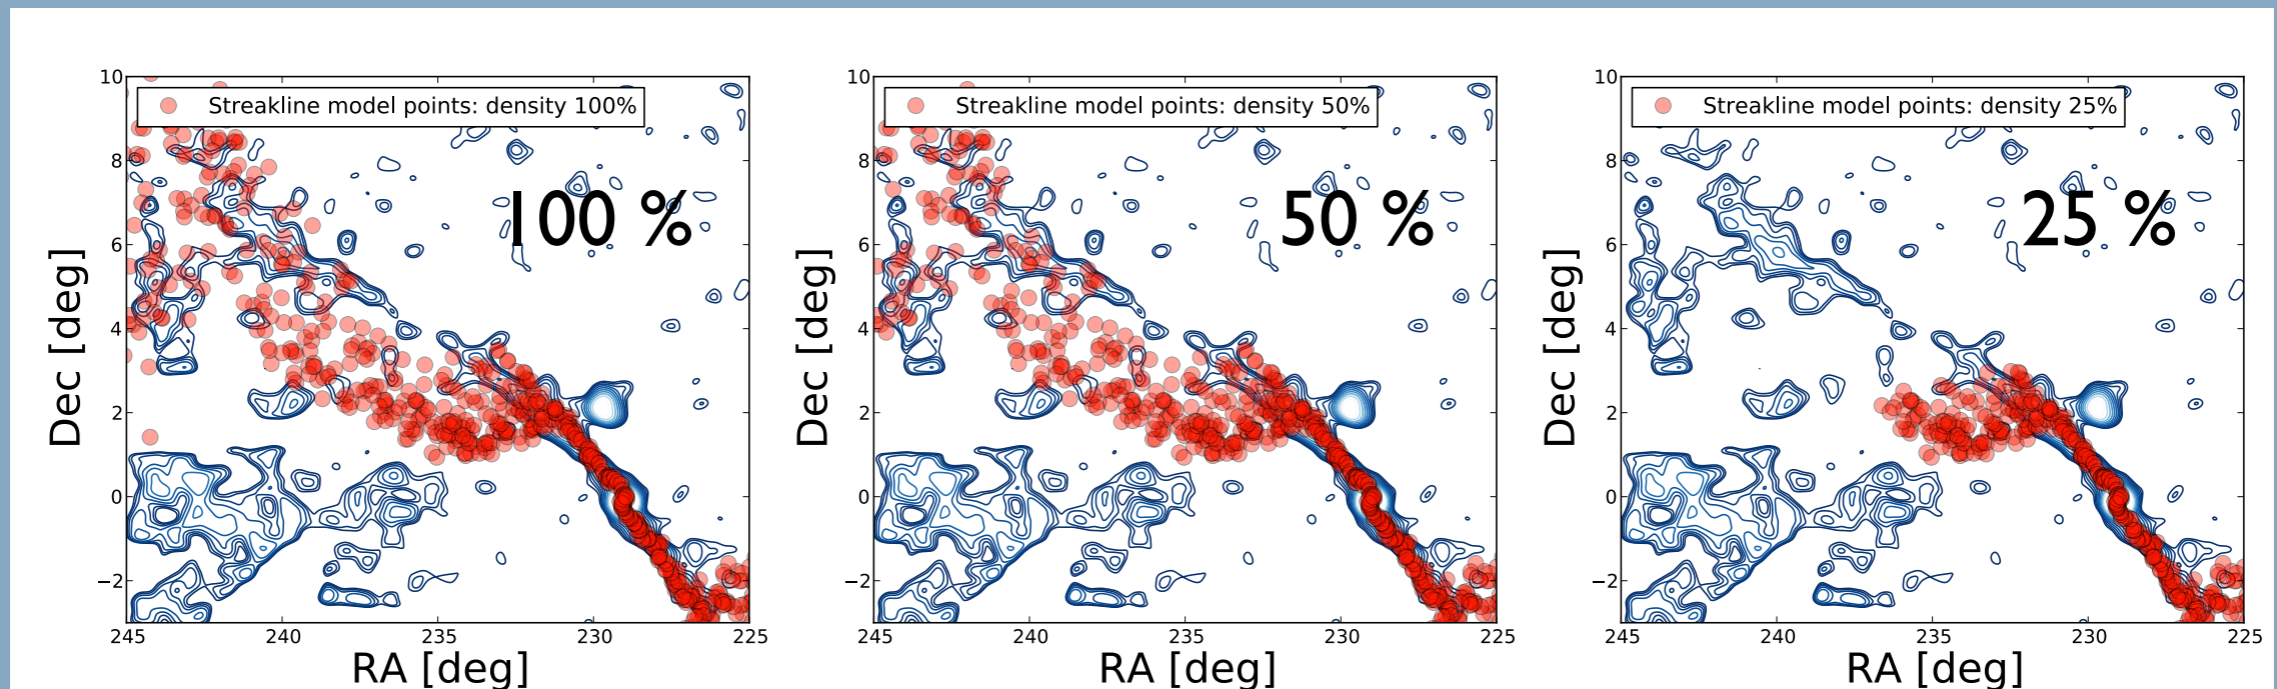 Streakline model points: density 100%
100 %
10
8
6
4
2
0
−2
Dec [deg]
245 240 235 230 225
RA [deg]
Streakline model points: density 50%
50 %
10
8
6
4
2
0
−2
Dec [deg]
245 240 235 230 225
RA [deg]
Streakline model points: density 25%
25 %
10
8
6
4
2
0
−2
Dec [deg]
245 240 235 230 225
RA [deg]